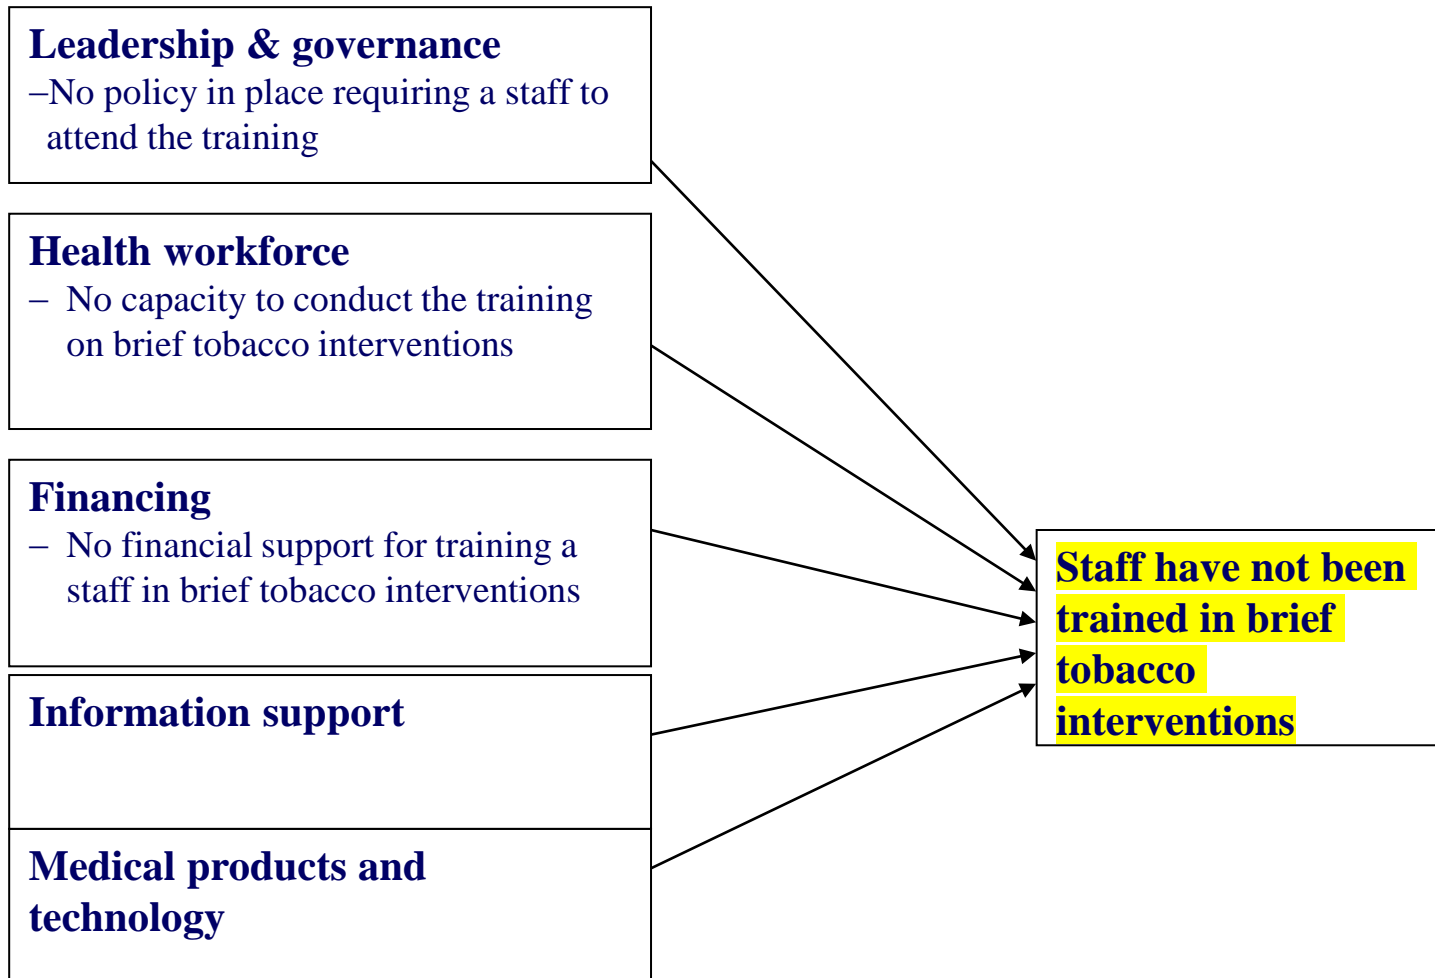 Leadership & governance
–No policy in place requiring a staff to
attend the training
Health workforce
– No capacity to conduct the training
on brief tobacco interventions
Financing
– No financial support for training a
staff in brief tobacco interventions
Information support
Medical products and
technology
Staff have not been
trained in brief
tobacco
interventions